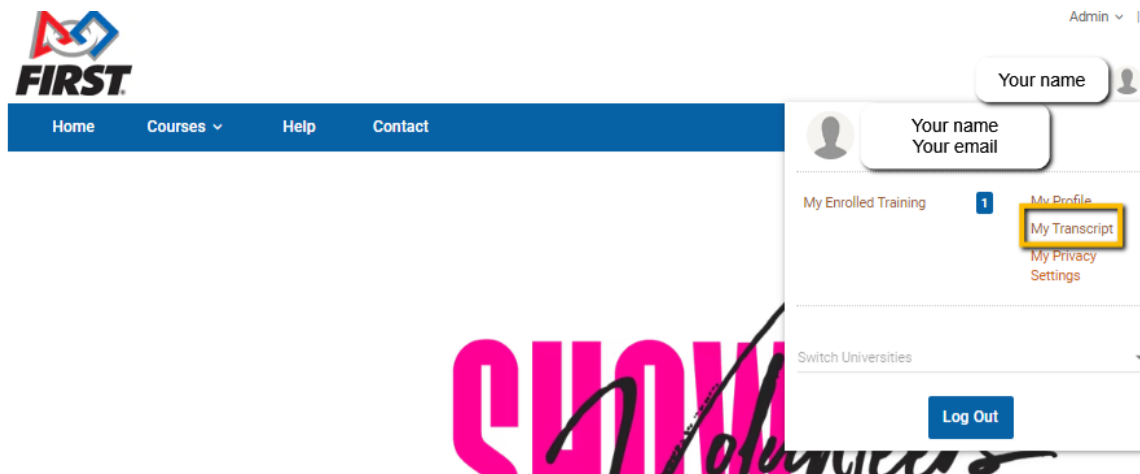 Admin
FIRST
Your name
Home Courses Help Contact
Your name
Your email
My Enrolled Training 1
My Profile
My Transcript
My Privacy
Settings
Switch Universities
Log Out
Volunteers